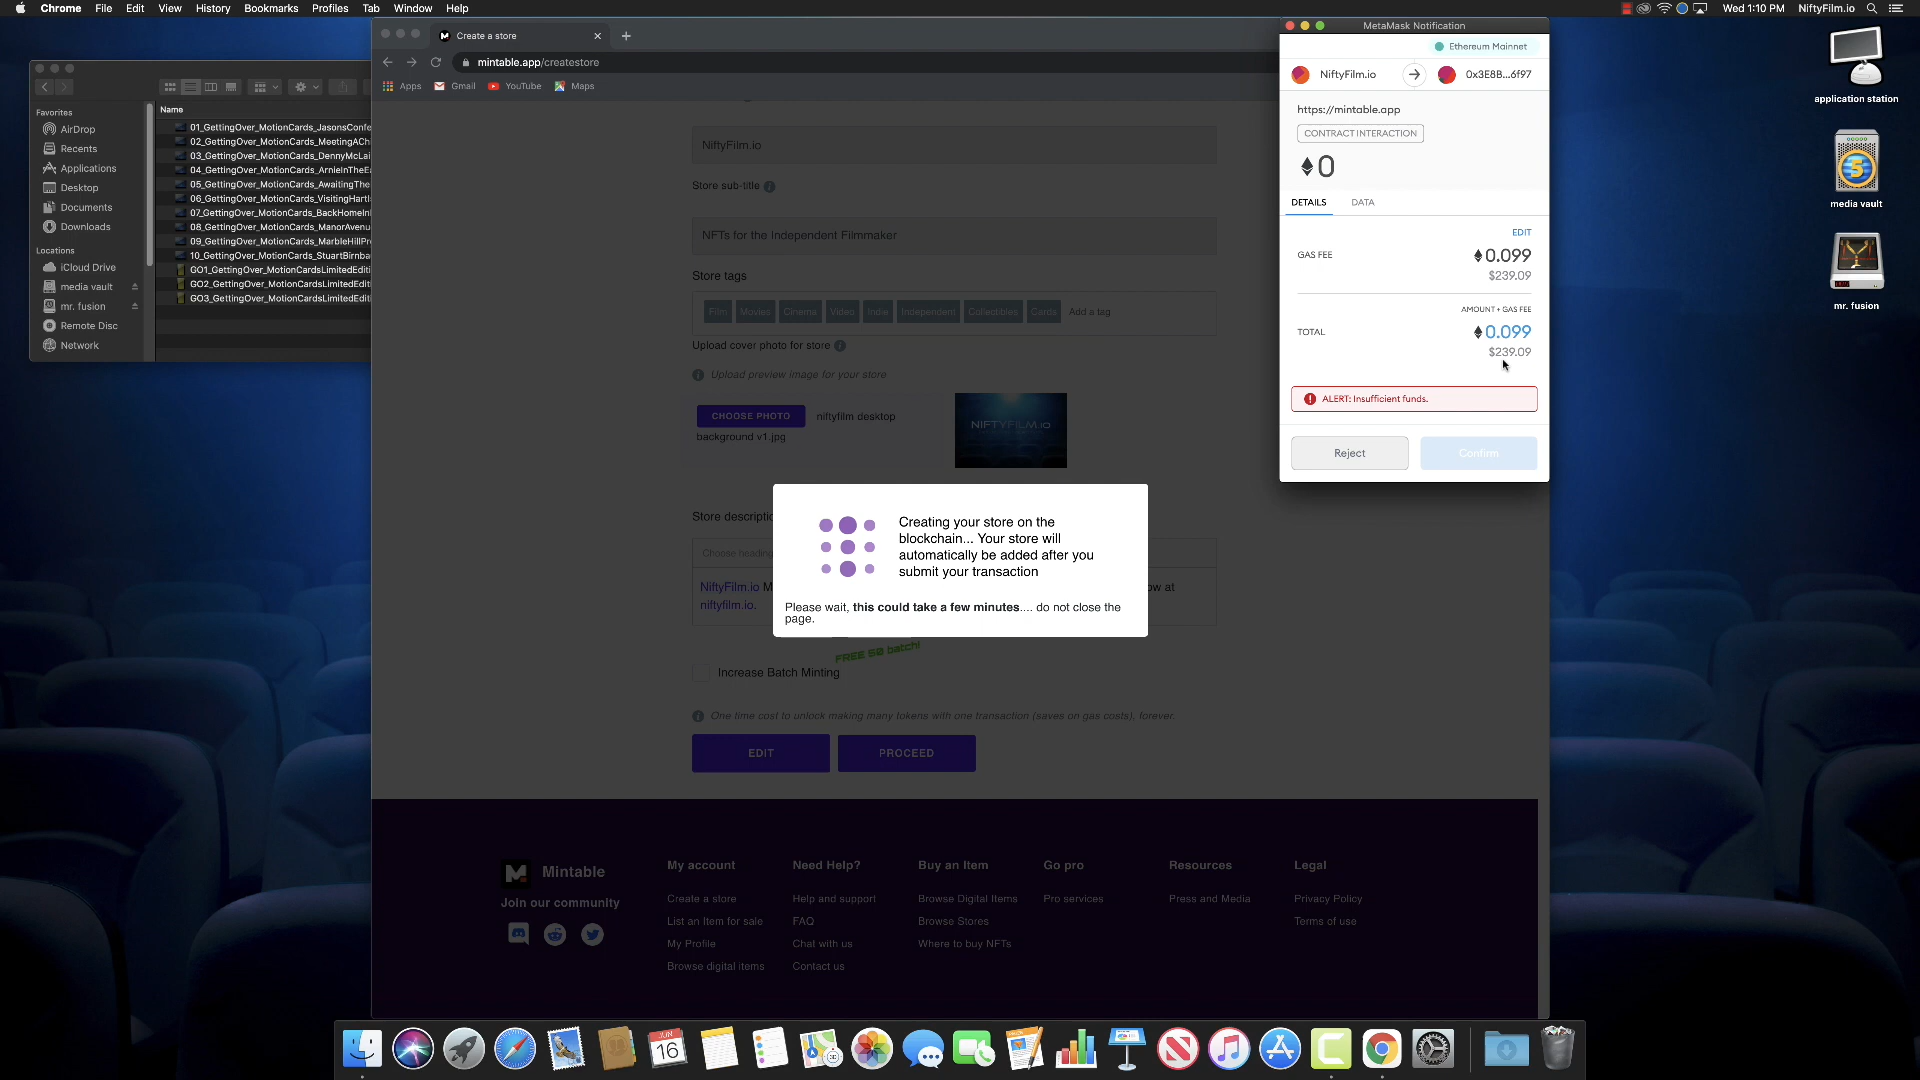 Chrome File Edit View History Bookmarks Profiles Tab Window Help
Wed 1:10 PM NiftyFilm.io
Name
Favorites
AirDrop
Recents
Applications
Desktop
Documents
Downloads
Locations
iCloud Drive
media vault
mr. fusion
Remote Disc
Network
01_GettingOver_MotionCards_JasonsConfe
02_GettingOver_MotionCards_MeetingACh
03_GettingOver_MotionCards_DennyMcLai
04_GettingOver_MotionCards_ArnieInTheE
05_GettingOver_MotionCards_AwaitingThe
06_GettingOver_MotionCards_VisitingHart
07_GettingOver_MotionCards_BackHomeIn
08_GettingOver_MotionCards_ManorAvenu
09_GettingOver_MotionCards_MarbleHillPr
10_GettingOver_MotionCards_StuartBirnba
GO1_GettingOver_MotionCardsLimitedEditi
GO2_GettingOver_MotionCardsLimitedEditi
GO3_GettingOver_MotionCardsLimitedEditi
Create a store
mintable.app/createstore
Apps Gmail YouTube Maps
NiftyFilm.io
Store sub-title
NFTs for the Independent Filmmaker
Store tags
Film Movies Cinema Video Indie Independent Collectibles Cards Add a tag
Upload cover photo for store
Upload preview image for your store
CHOOSE PHOTO niftyfilm desktop
background v1.jpg
NIFTYFILM.io
Store descriptio
Choose heading
NiftyFilm.io M
ow at
niftyfilm.io.
Creating your store on the
blockchain... Your store will
automatically be added after you
submit your transaction
Please wait, this could take a few minutes.... do not close the
page.
FREE 50 batch!
Increase Batch Minting
One time cost to unlock making many tokens with one transaction (saves on gas costs), forever.
EDIT PROCEED
Mintable
Join our community
My account
Create a store
List an Item for sale
My Profile
Browse digital items
Need Help?
Help and support
FAQ
Chat with us
Contact us
Buy an Item
Browse Digital Items
Browse Stores
Where to buy NFTs
Go pro
Pro services
Resources
Press and Media
Legal
Privacy Policy
Terms of use
MetaMask Notification
Ethereum Mainnet
NiftyFilm.io 0x3E8B...6f97
https://mintable.app
CONTRACT INTERACTION
0
DETAILS DATA
EDIT
GAS FEE 0.099
$239.09
AMOUNT + GAS FEE
TOTAL 0.099
$239.09
ALERT: Insufficient funds.
Reject Confirm
application station
5
media vault
mr. fusion
JUN
16